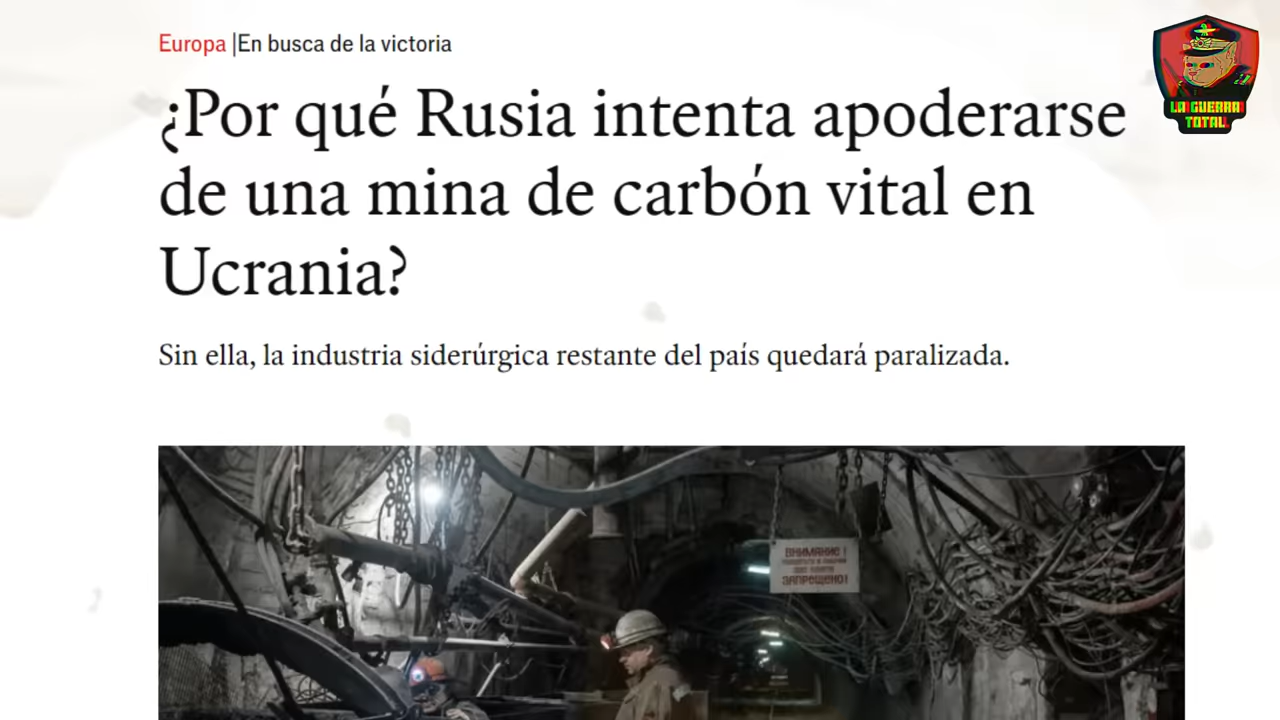 Europa |En busca de la victoria
¿Por qué Rusia intenta apoderarse
de una mina de carbón vital en
Ucrania?
Sin ella, la industria siderúrgica restante del país quedará paralizada.
LA GUERRA
TOTAL
ВНИМАНИЕ!
ЗАПРЕЩЕНО!